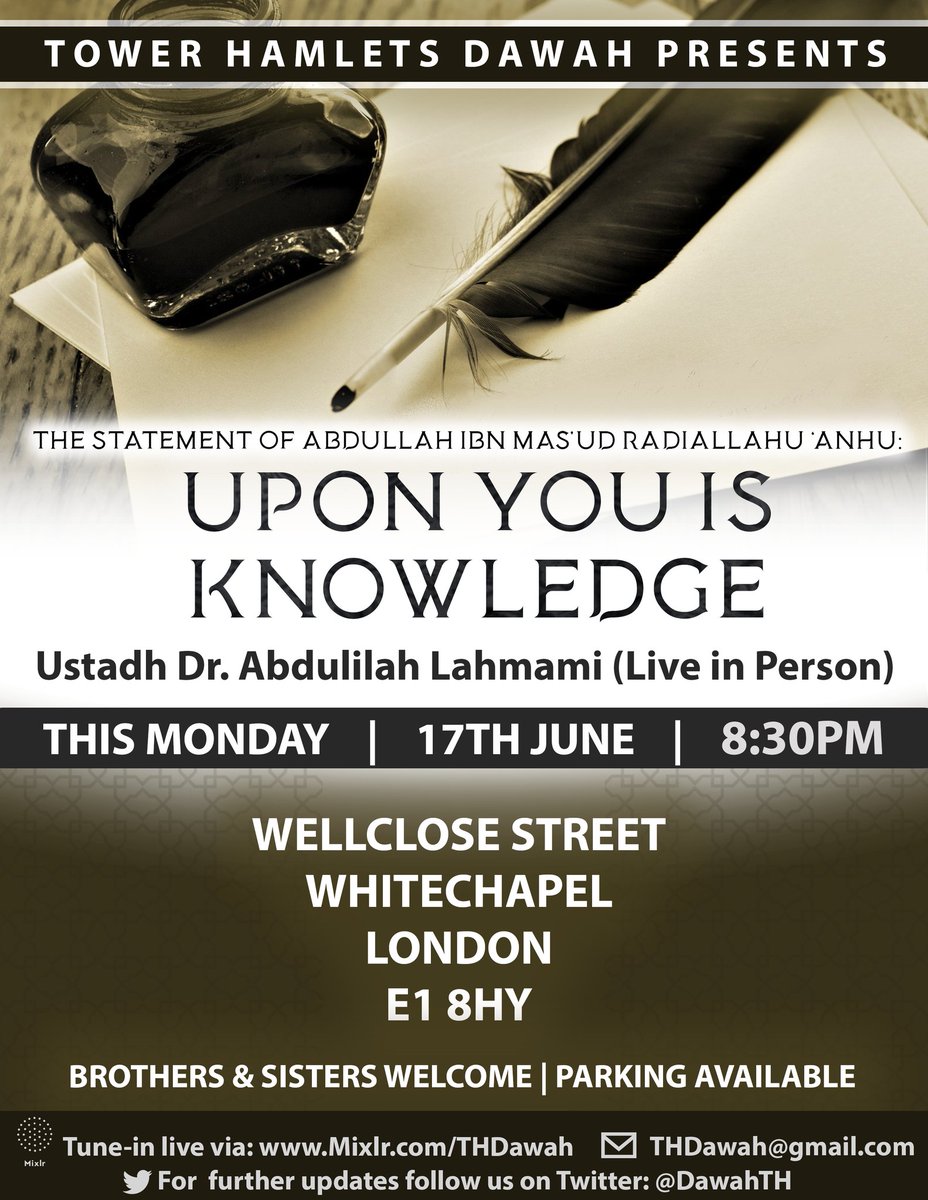 TOWER HAMLETS DAWAH PRESENTS
THE STATEMENT OF ABDULLAH IBN MAS'UD RADIALLAHU 'ANHU:
UPON YOU IS
KNOWLEDGE
Ustadh Dr. Abdulilah Lahmami (Live in Person)
THIS MONDAY | 17TH JUNE | 8:30PM
WELLCLOSE STREET
WHITECHAPEL
LONDON
E1 8HY
BROTHERS & SISTERS WELCOME | PARKING AVAILABLE
Mixlr
Tune-in live via: www.Mixlr.com/THDawah THDawah@gmail.com
For further updates follow us on Twitter: @DawahTH